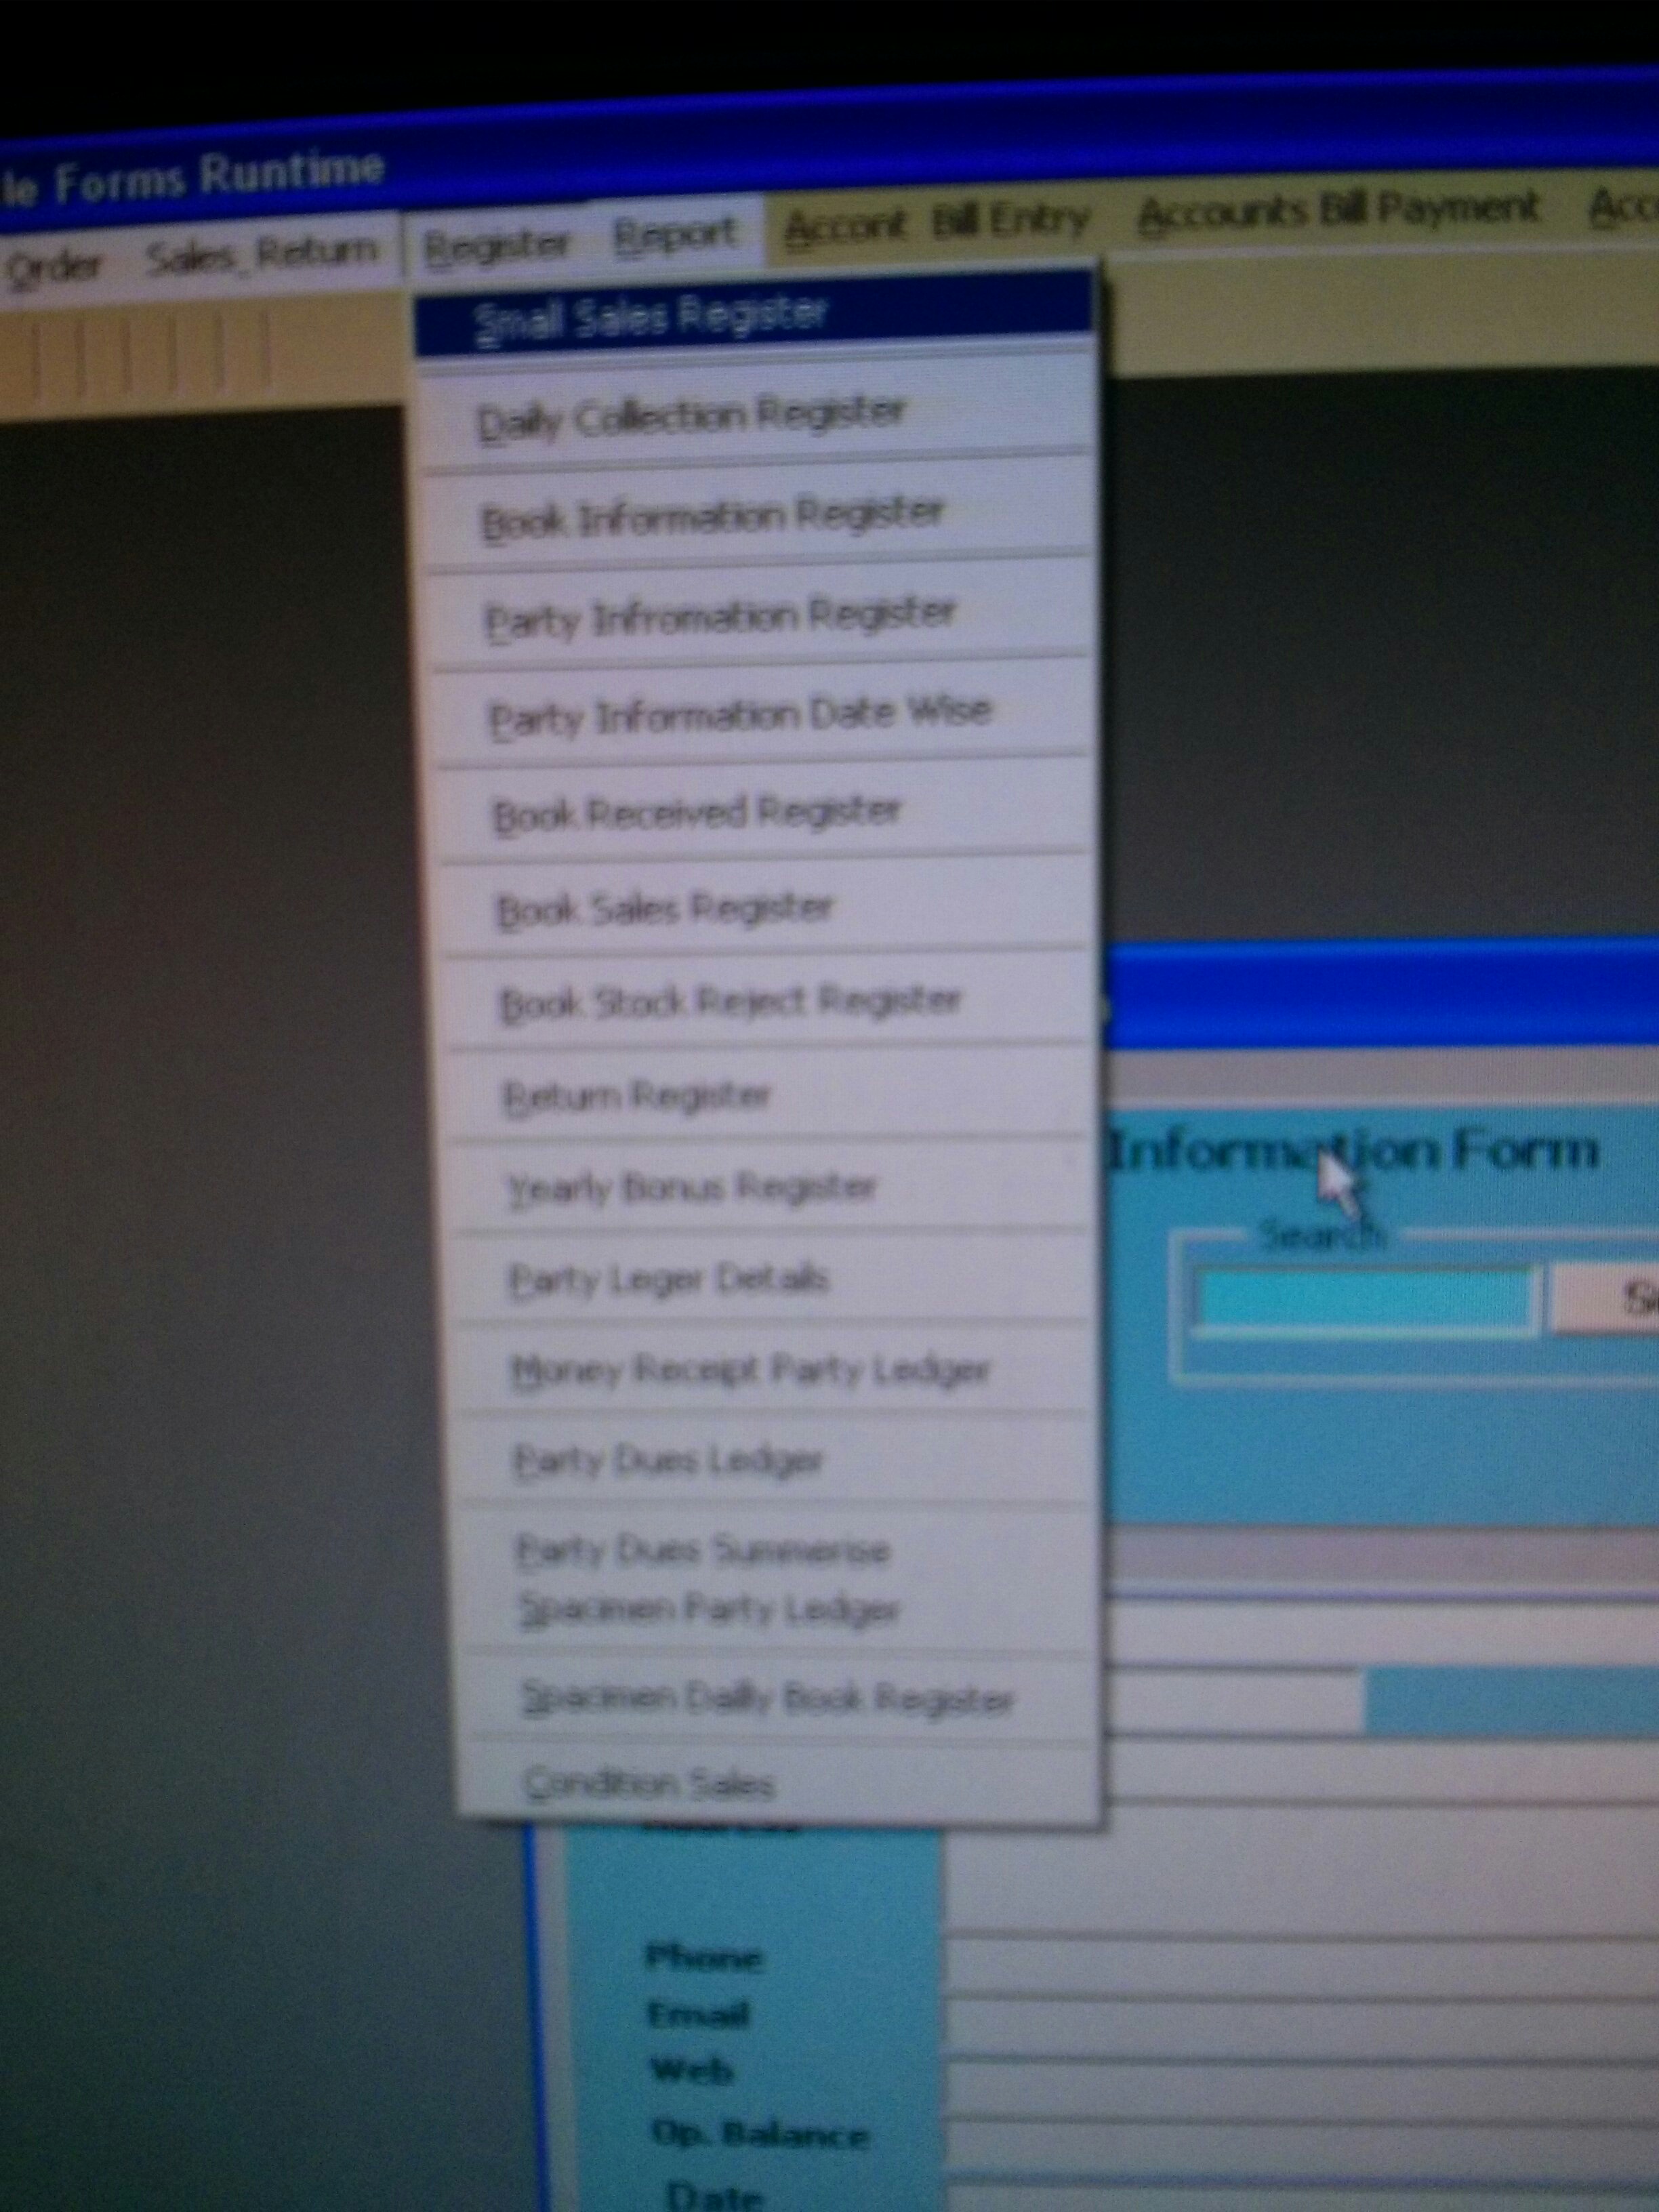 le Forms Runtime
Order Sales_Return Register Report Accont Bill Entry Accounts Bill Payment Acc
Small Sales Register
Daily Collection Register
Book Information Register
Party Infromation Register
Party Information Date Wise
Book Received Register
Book Sales Register
Book Stock Reject Register
Return Register
Yearly Bonus Register
Party Leger Details
Money Receipt Party Ledger
Party Dues Ledger
Party Dues Summerise
Spacimen Party Ledger
Spacimen Dailly Book Register
Condition Sales
Information Form
Search
Phone
Email
Web
Op. Balance
Date